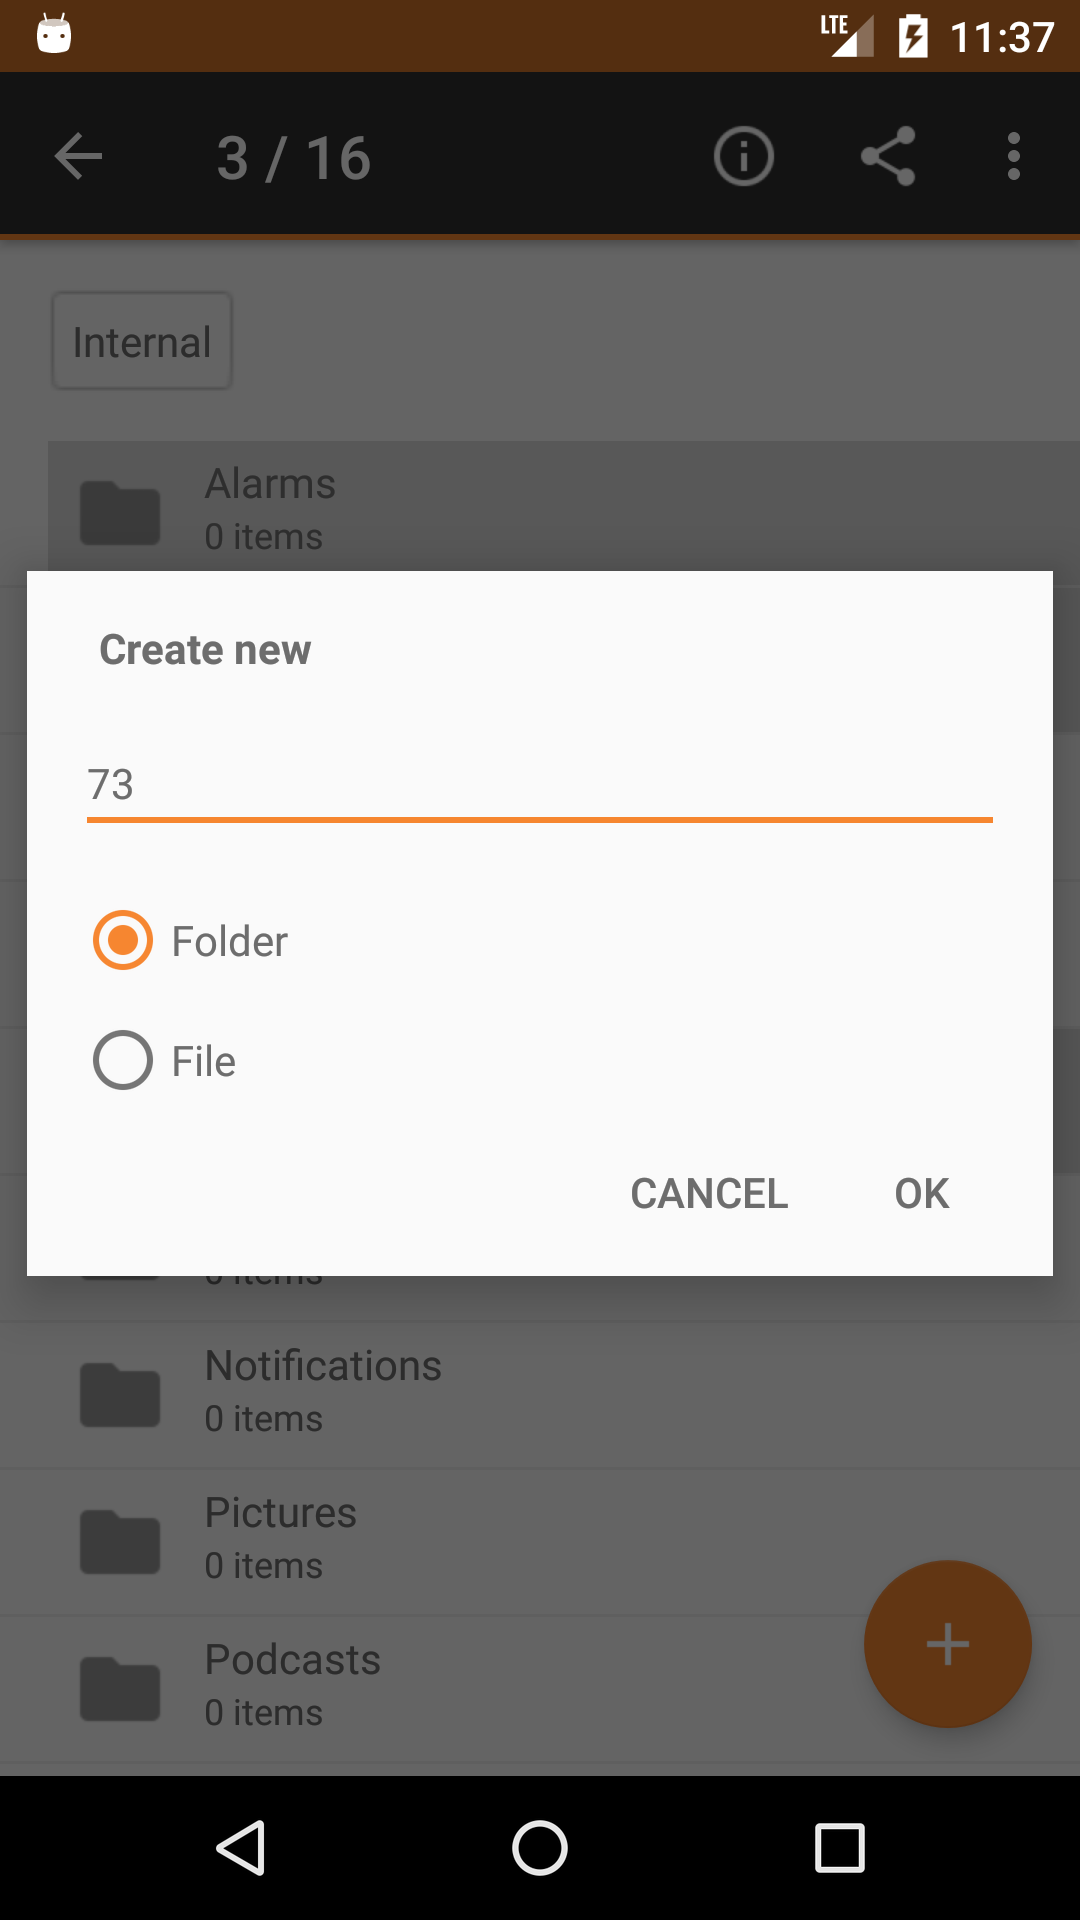 LTE 11:37
3 / 16
Internal
Alarms
0 items
Create new
73
Folder
File
CANCEL OK
0 items
Notifications
0 items
Pictures
0 items
Podcasts
0 items